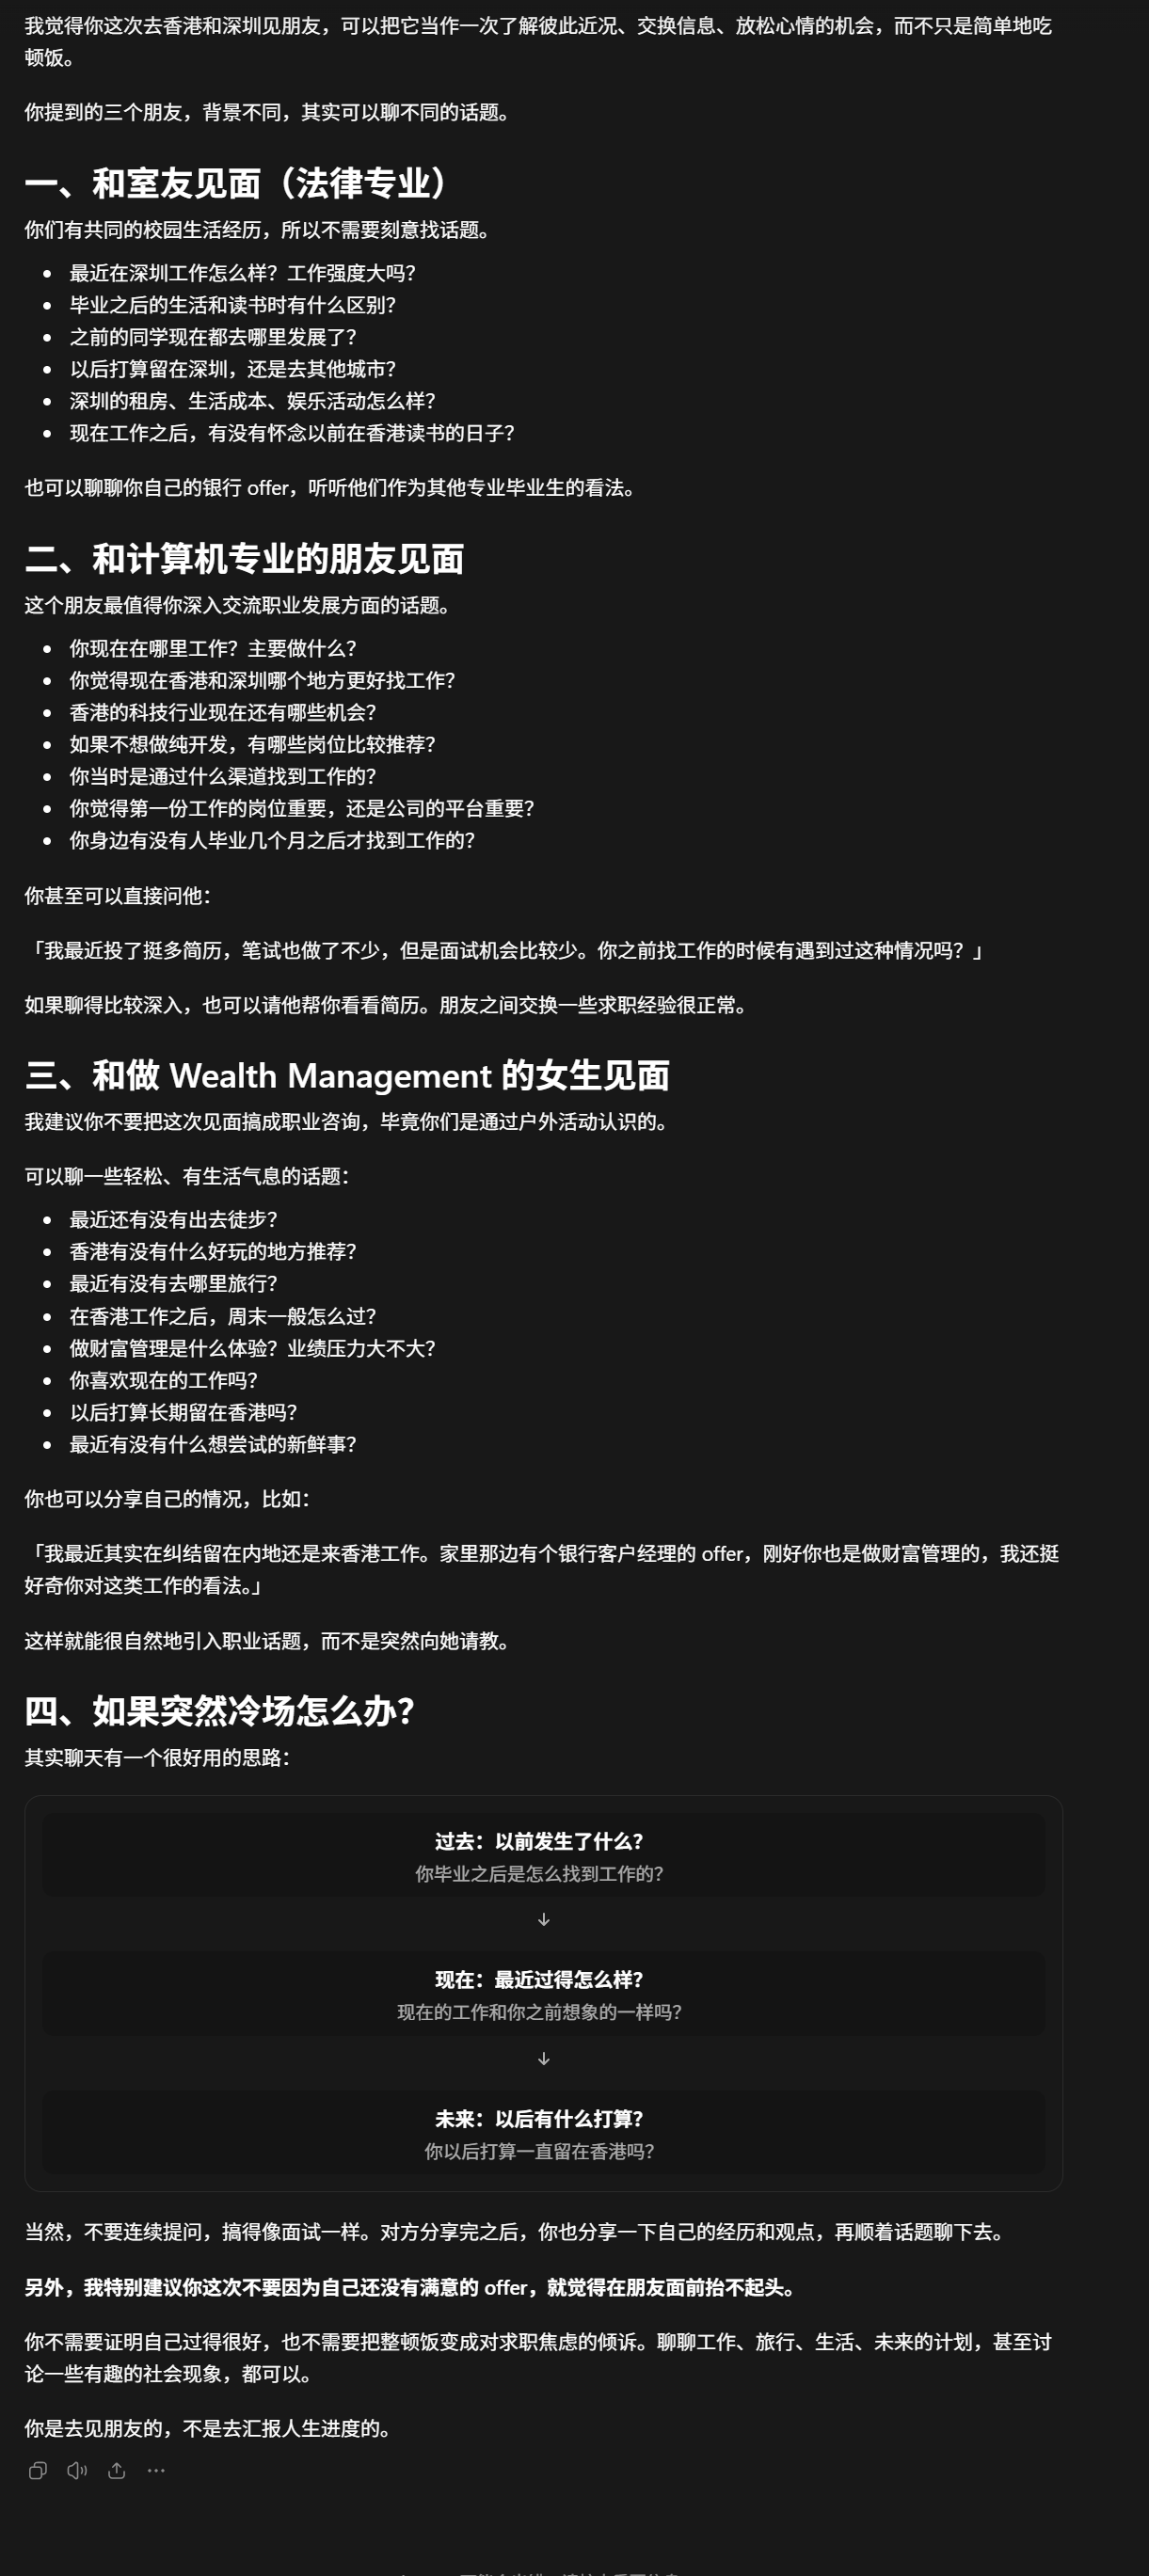 我觉得你这次去香港和深圳见朋友，可以把它当作一次了解彼此近况、交换信息、放松心情的机会，而不只是简单地吃
顿饭。
你提到的三个朋友，背景不同，其实可以聊不同的话题。
一、和室友见面（法律专业）
你们有共同的校园生活经历，所以不需要刻意找话题。
• 最近在深圳工作怎么样？工作强度大吗？
• 毕业之后的生活和读书时有什么区别？
• 之前的同学现在都去哪里发展了？
• 以后打算留在深圳，还是去其他城市？
• 深圳的租房、生活成本、娱乐活动怎么样？
• 现在工作之后，有没有怀念以前在香港读书的日子？
也可以聊聊你自己的银行 offer，听听他们作为其他专业毕业生的看法。
二、和计算机专业的朋友见面
这个朋友最值得你深入交流职业发展方面的话题。
• 你现在在哪里工作？主要做什么？
• 你觉得现在香港和深圳哪个地方更好找工作？
• 香港的科技行业现在还有哪些机会？
• 如果不想做纯开发，有哪些岗位比较推荐？
• 你当时是通过什么渠道找到工作的？
• 你觉得第一份工作的岗位重要，还是公司的平台重要？
• 你身边有没有人毕业几个月之后才找到工作的？
你甚至可以直接问他：
「我最近投了挺多简历，笔试也做了不少，但是面试机会比较少。你之前找工作的时候有遇到过这种情况吗？」
如果聊得比较深入，也可以请他帮你看看简历。朋友之间交换一些求职经验很正常。
三、和做 Wealth Management 的女生见面
我建议你不要把这次见面搞成职业咨询，毕竟你们是通过户外活动认识的。
可以聊一些轻松、有生活气息的话题：
• 最近还有没有出去徒步？
• 香港有没有什么好玩的地方推荐？
• 最近有没有去哪里旅行？
• 在香港工作之后，周末一般怎么过？
• 做财富管理是什么体验？业绩压力大不大？
• 你喜欢现在的工作吗？
• 以后打算长期留在香港吗？
• 最近有没有什么想尝试的新鲜事？
你也可以分享自己的情况，比如：
「我最近其实在纠结留在内地还是来香港工作。家里那边有个银行客户经理的 offer，刚好你也是做财富管理的，我还挺
好奇你对这类工作的看法。」
这样就能很自然地引入职业话题，而不是突然向她请教。
四、如果突然冷场怎么办？
其实聊天有一个很好用的思路：
过去：以前发生了什么？
你毕业之后是怎么找到工作的？
↓
现在：最近过得怎么样？
现在的工作和你之前想象的一样吗？
↓
未来：以后有什么打算？
你以后打算一直留在香港吗？
当然，不要连续提问，搞得像面试一样。对方分享完之后，你也分享一下自己的经历和观点，再顺着话题聊下去。
另外，我特别建议你这次不要因为自己还没有满意的 offer，就觉得在朋友面前抬不起头。
你不需要证明自己过得很好，也不需要把整顿饭变成对求职焦虑的倾诉。聊聊工作、旅行、生活、未来的计划，甚至讨
论一些有趣的社会现象，都可以。
你是去见朋友的，不是去汇报人生进度的。